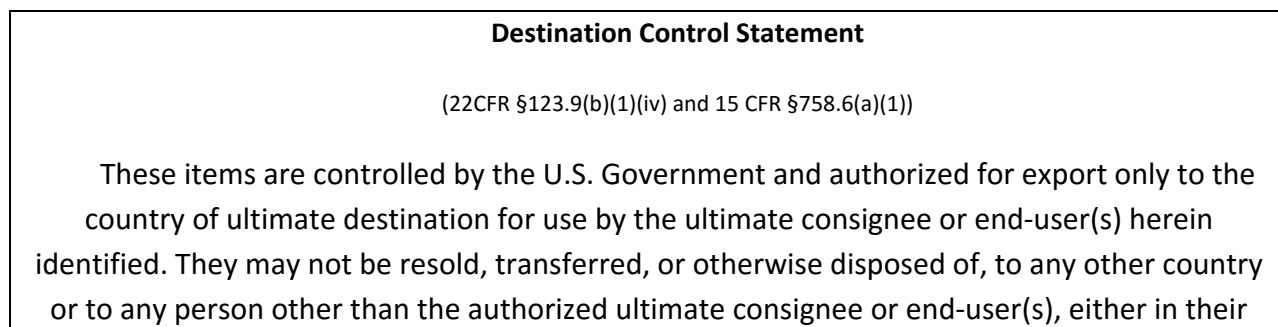 Destination Control Statement
(22CFR §123.9(b)(1)(iv) and 15 CFR §758.6(a)(1))
These items are controlled by the U.S. Government and authorized for export only to the
country of ultimate destination for use by the ultimate consignee or end-user(s) herein
identified. They may not be resold, transferred, or otherwise disposed of, to any other country
or to any person other than the authorized ultimate consignee or end-user(s), either in their